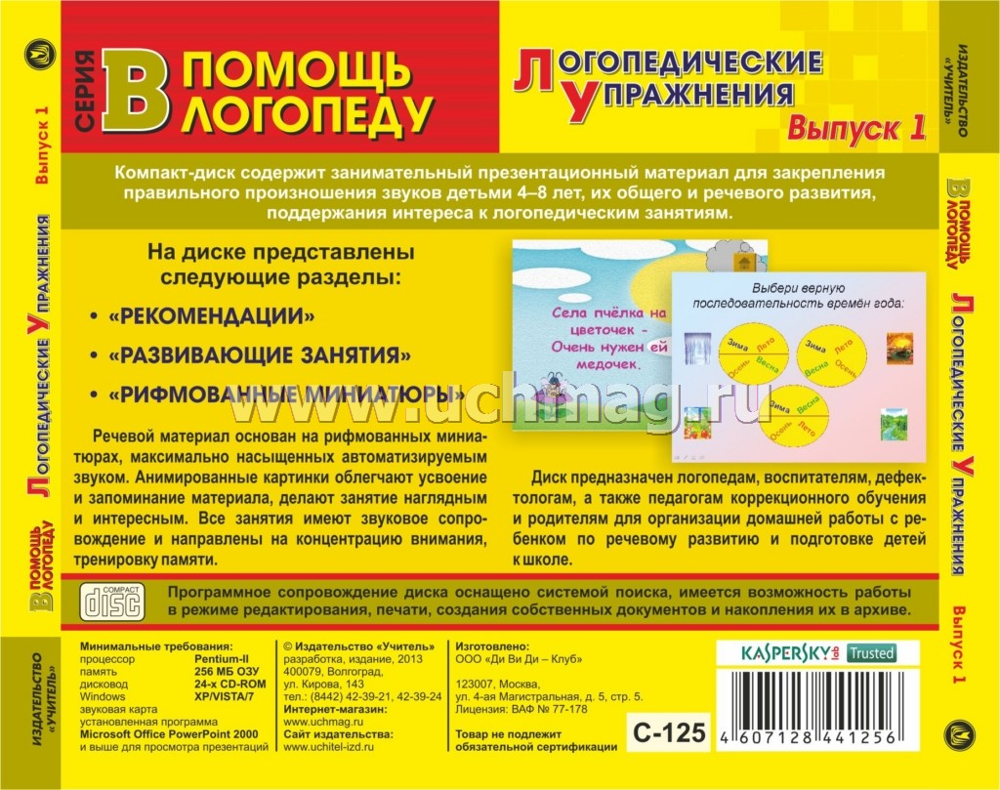 СЕРИЯ
В ПОМОЩЬ
ЛОГОПЕДУ
ЛОГОПЕДИЧЕСКИЕ
УПРАЖНЕНИЯ
Выпуск 1
Компакт-диск содержит занимательный презентационный материал для закрепления
правильного произношения звуков детьми 4–8 лет, их общего и речевого развития,
поддержания интереса к логопедическим занятиям.
На диске представлены
следующие разделы:
• «РЕКОМЕНДАЦИИ»
• «РАЗВИВАЮЩИЕ ЗАНЯТИЯ»
• «РИФМОВАННЫЕ МИНИАТЮРЫ»
Речевой материал основан на рифмованных миниа-
тюрах, максимально насыщенных автоматизируемым
звуком. Анимированные картинки облегчают усвоение
и запоминание материала, делают занятие наглядным
и интересным. Все занятия имеют звуковое сопро-
вождение и направлены на концентрацию внимания,
тренировку памяти.
Села пчёлка на
цветочек -
Очень нужен ей
медочек.
Выбери верную
последовательность времён года:
Зима Лето
Осень Весна
Зима Лето
Весна Осень
Зима Весна
Осень Лето
www.uchmag.ru
Диск предназначен логопедам, воспитателям, дефек-
тологам, а также педагогам коррекционного обучения
и родителям для организации домашней работы с ре-
бенком по речевому развитию и подготовке детей
к школе.
COMPACT
disc
Программное сопровождение диска оснащено системой поиска, имеется возможность работы
в режиме редактирования, печати, создания собственных документов и накопления их в архиве.
Минимальные требования:
процессор Pentium-II
память 256 МБ ОЗУ
дисковод 24-x CD-ROM
Windows XP/VISTA/7
звуковая карта
установленная программа
Microsoft Office PowerPoint 2000
и выше для просмотра презентаций
© Издательство «Учитель»
разработка, издание, 2013
400079, Волгоград,
ул. Кирова, 143
тел.: (8442) 42-39-21, 42-39-24
Интернет-магазин:
www.uchmag.ru
Сайт издательства:
www.uchitel-izd.ru
Изготовлено:
ООО «Ди Ви Ди – Клуб»
123007, Москва,
ул. 4-ая Магистральная, д. 5, стр. 5.
Лицензия: ВАФ № 77-178
Товар не подлежит
обязательной сертификации
С-125
KASPERSKY lab Trusted
4 607128 441256
Выпуск 1
ЛОГОПЕДИЧЕСКИЕ УПРАЖНЕНИЯ
В ПОМОЩЬ
ЛОГОПЕДУ
ИЗДАТЕЛЬСТВО
«УЧИТЕЛЬ»
ИЗДАТЕЛЬСТВО
«УЧИТЕЛЬ»
В ПОМОЩЬ
ЛОГОПЕДУ
ЛОГОПЕДИЧЕСКИЕ УПРАЖНЕНИЯ
Выпуск 1